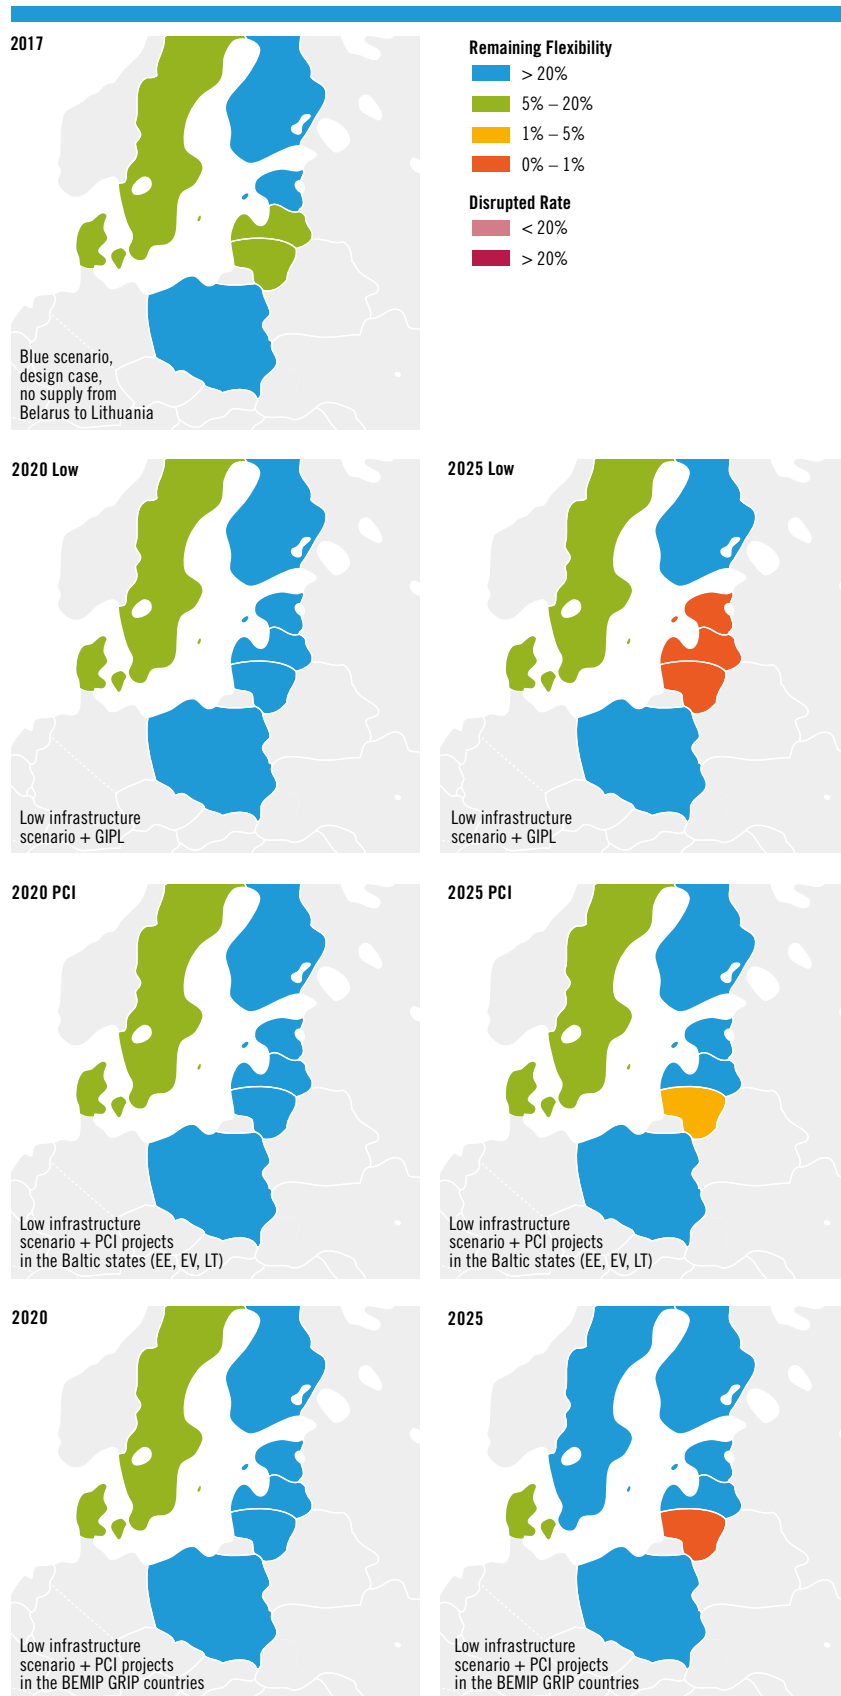 2017
Remaining Flexibility
> 20%
5% – 20%
1% – 5%
0% – 1%
Disrupted Rate
< 20%
> 20%
Blue scenario,
design case,
no supply from
Belarus to Lithuania
2020 Low
Low infrastructure
scenario + GIPL
2025 Low
Low infrastructure
scenario + GIPL
2020 PCI
Low infrastructure
scenario + PCI projects
in the Baltic states (EE, EV, LT)
2025 PCI
Low infrastructure
scenario + PCI projects
in the Baltic states (EE, EV, LT)
2020
Low infrastructure
scenario + PCI projects
in the BEMIP GRIP countries
2025
Low infrastructure
scenario + PCI projects
in the BEMIP GRIP countries